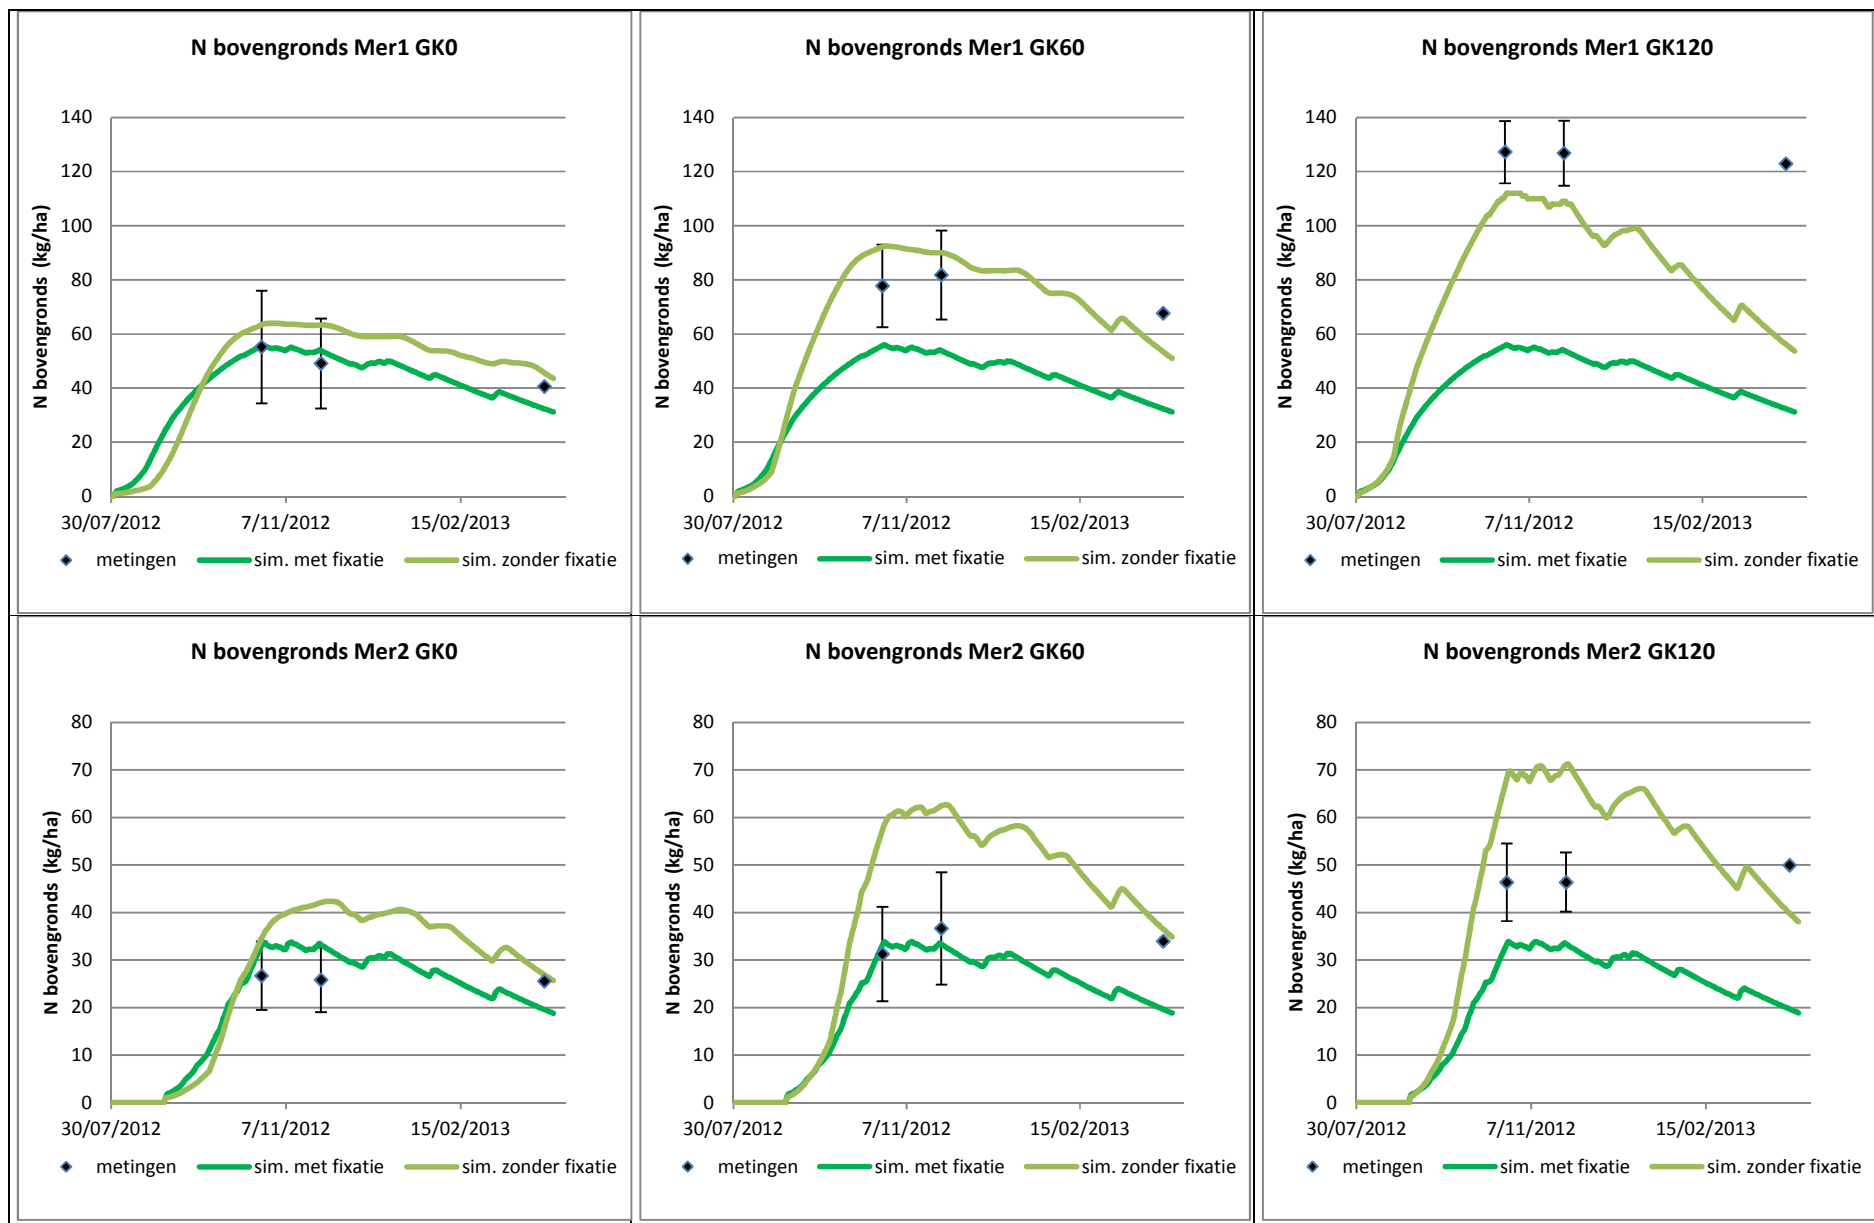 N bovengronds Mer1 GK0
N bovengronds (kg/ha)
140
120
100
80
60
40
20
0
30/07/2012 7/11/2012 15/02/2013
metingen sim. met fixatie sim. zonder fixatie
N bovengronds Mer1 GK60
N bovengronds (kg/ha)
140
120
100
80
60
40
20
0
30/07/2012 7/11/2012 15/02/2013
metingen sim. met fixatie sim. zonder fixatie
N bovengronds Mer1 GK120
N bovengronds (kg/ha)
140
120
100
80
60
40
20
0
30/07/2012 7/11/2012 15/02/2013
metingen sim. met fixatie sim. zonder fixatie
N bovengronds Mer2 GK0
N bovengronds (kg/ha)
80
70
60
50
40
30
20
10
0
30/07/2012 7/11/2012 15/02/2013
metingen sim. met fixatie sim. zonder fixatie
N bovengronds Mer2 GK60
N bovengronds (kg/ha)
80
70
60
50
40
30
20
10
0
30/07/2012 7/11/2012 15/02/2013
metingen sim. met fixatie sim. zonder fixatie
N bovengronds Mer2 GK120
N bovengronds (kg/ha)
80
70
60
50
40
30
20
10
0
30/07/2012 7/11/2012 15/02/2013
metingen sim. met fixatie sim. zonder fixatie